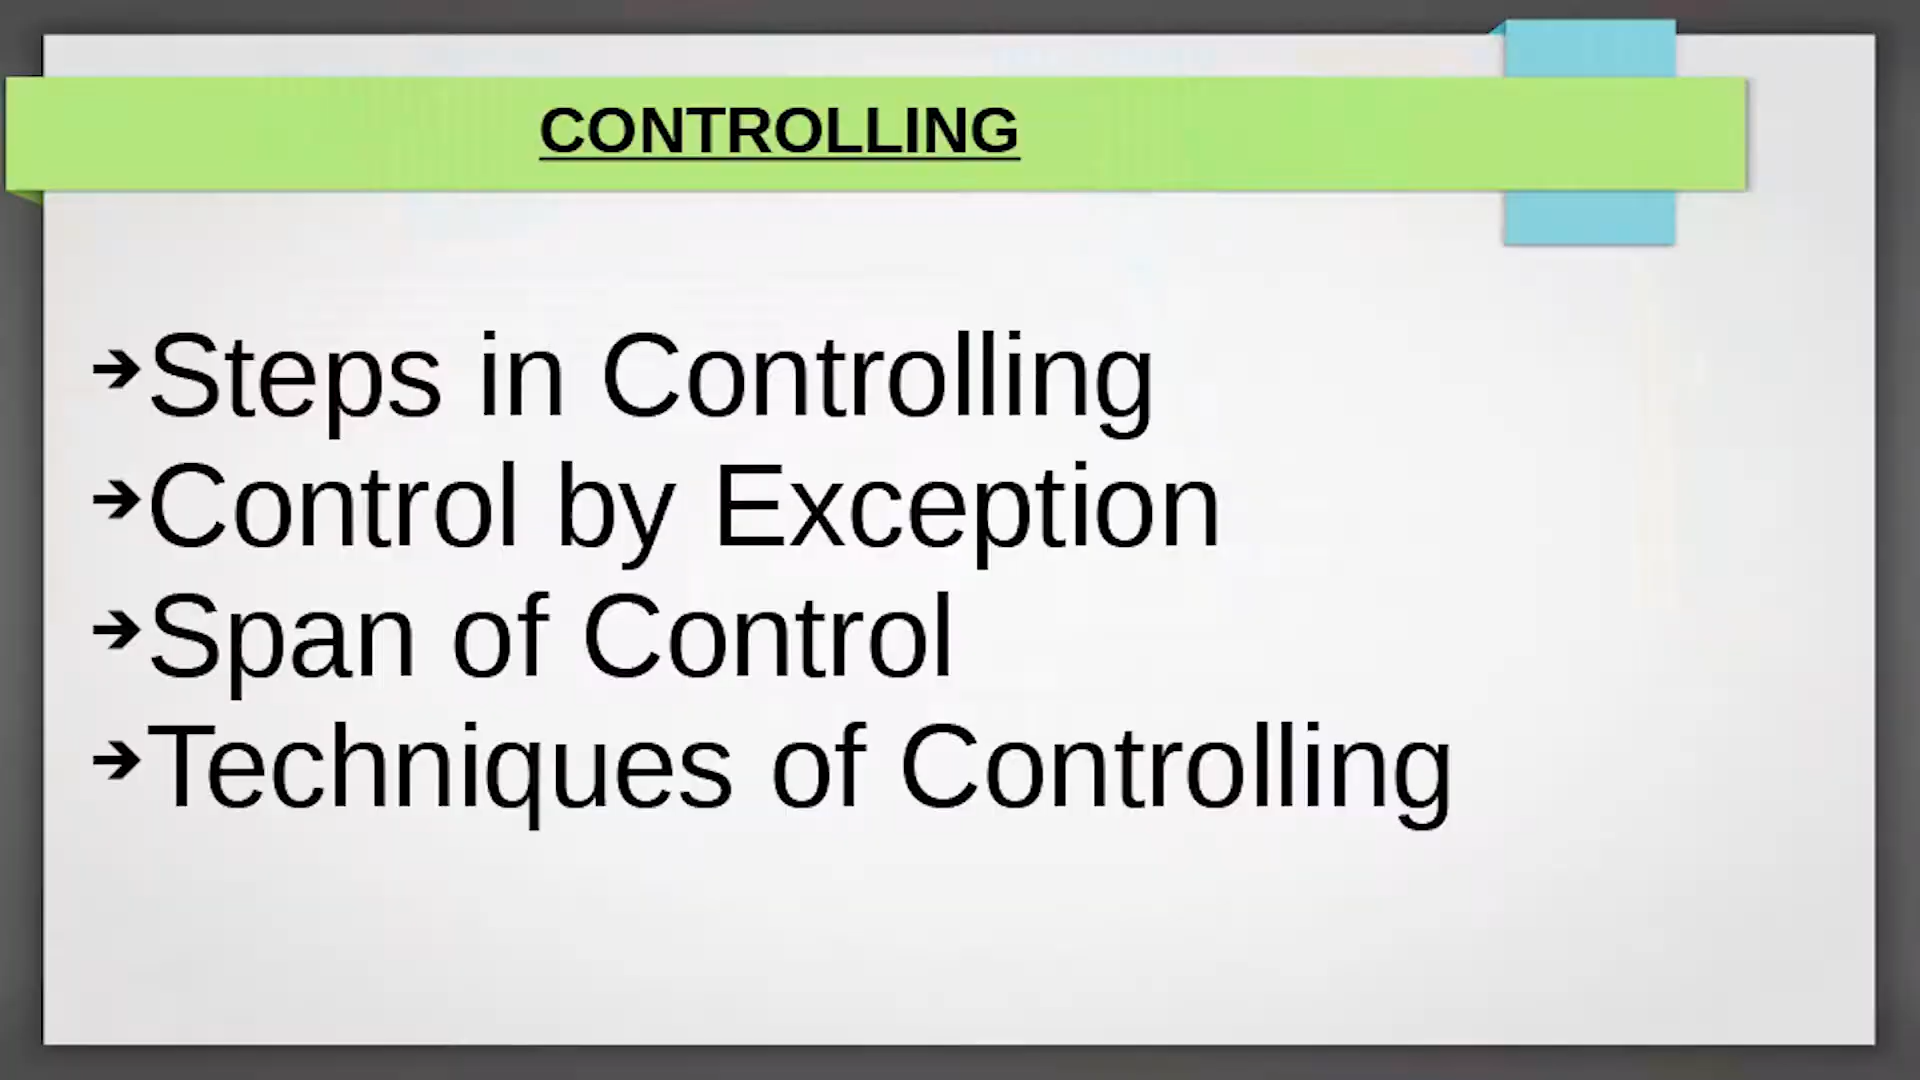 CONTROLLING
➔Steps in Controlling
➔Control by Exception
➔Span of Control
➔Techniques of Controlling